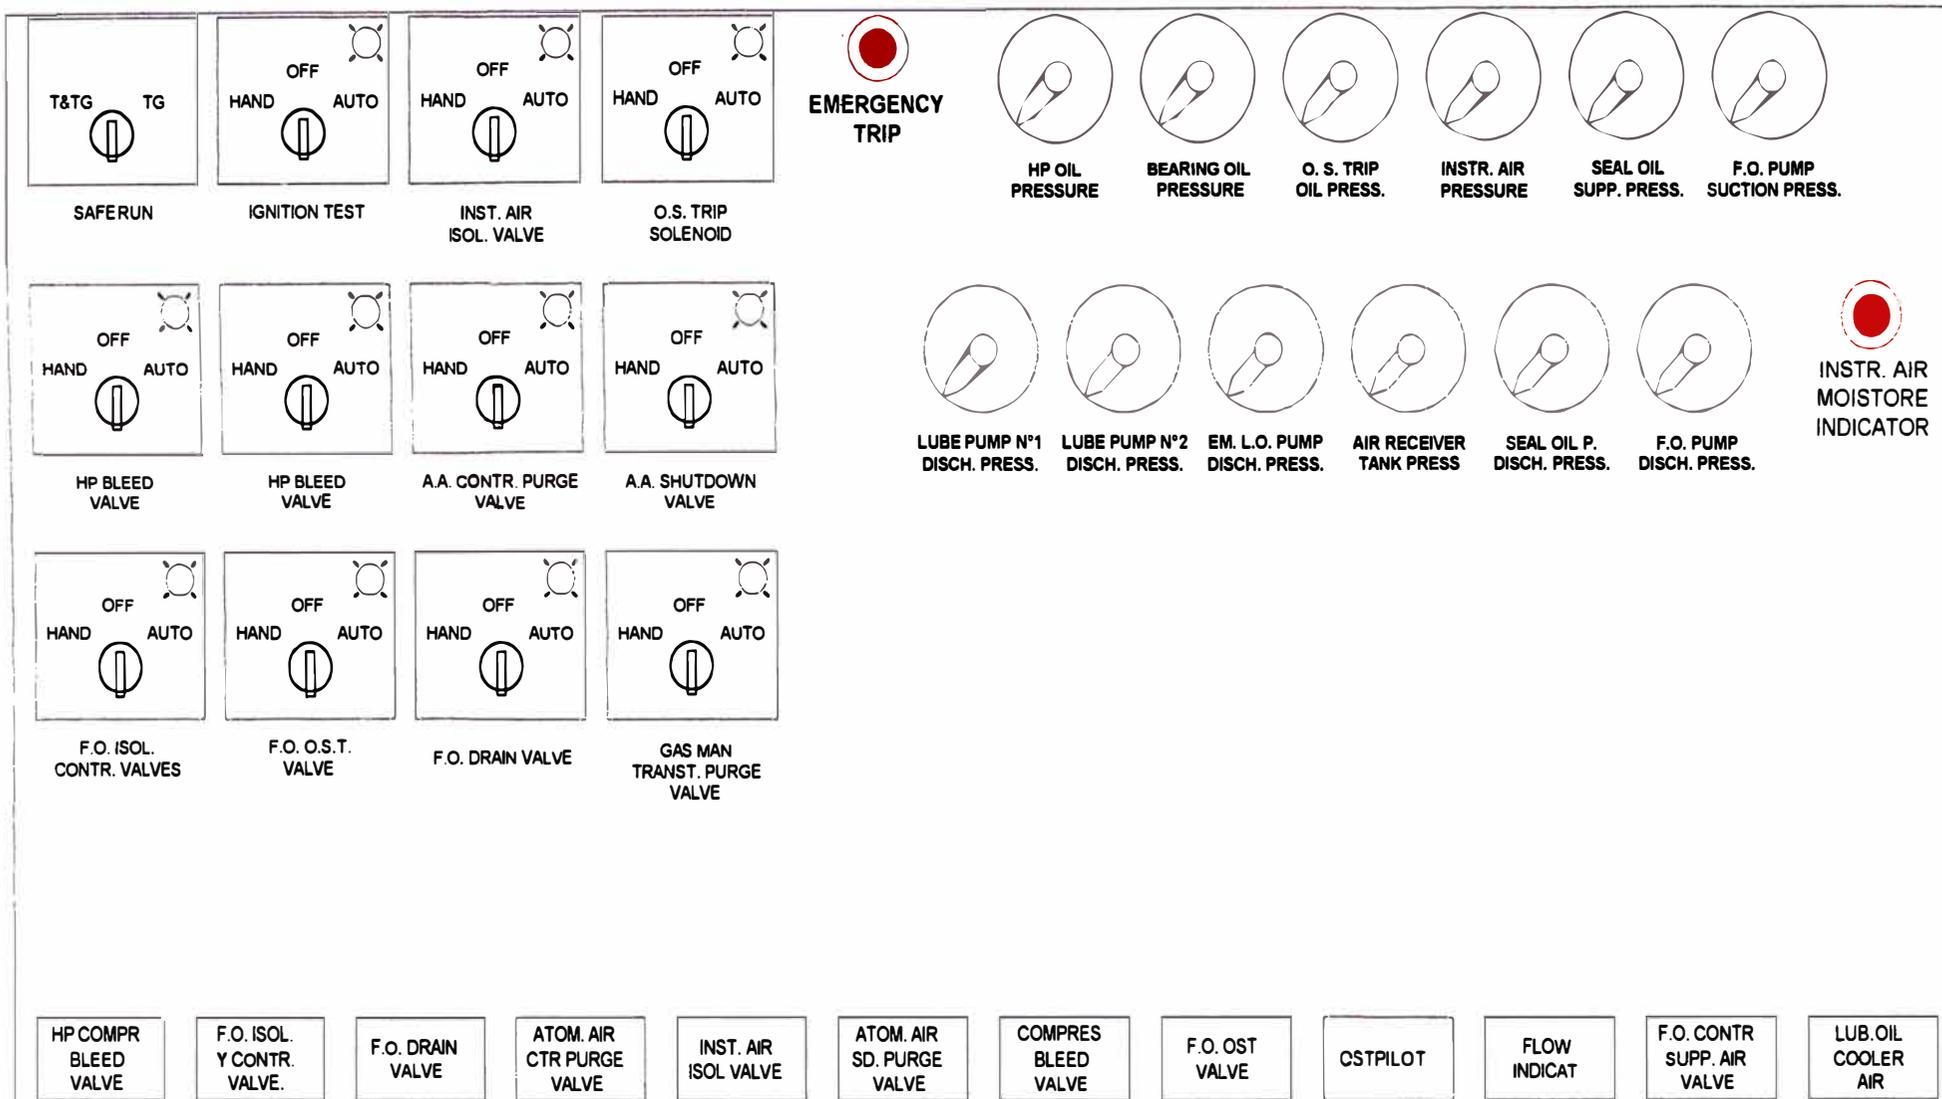 T&TG TG
SAFERUN
OFF
HAND AUTO
IGNITION TEST
OFF
HAND AUTO
INST. AIR
ISOL. VALVE
OFF
HAND AUTO
O.S. TRIP
SOLENOID
EMERGENCY
TRIP
HP OIL
PRESSURE
BEARING OIL
PRESSURE
O. S. TRIP
OIL PRESS.
INSTR. AIR
PRESSURE
SEAL OIL
SUPP. PRESS.
F.O. PUMP
SUCTION PRESS.
OFF
HAND AUTO
HP BLEED
VALVE
OFF
HAND AUTO
HP BLEED
VALVE
OFF
HAND AUTO
A.A. CONTR. PURGE
VALVE
OFF
HAND AUTO
A.A. SHUTDOWN
VALVE
LUBE PUMP N°1
DISCH. PRESS.
LUBE PUMP N°2
DISCH. PRESS.
EM. L.O. PUMP
DISCH. PRESS.
AIR RECEIVER
TANK PRESS
SEAL OIL P.
DISCH. PRESS.
F.O. PUMP
DISCH. PRESS.
INSTR. AIR
MOISTORE
INDICATOR
OFF
HAND AUTO
F.O. ISOL.
CONTR. VALVES
OFF
HAND AUTO
F.O. O.S.T.
VALVE
OFF
HAND AUTO
F.O. DRAIN VALVE
OFF
HAND AUTO
GAS MAN
TRANST. PURGE
VALVE
HP COMPR
BLEED
VALVE
F.O. ISOL.
Y CONTR.
VALVE.
F.O. DRAIN
VALVE
ATOM. AIR
CTR PURGE
VALVE
INST. AIR
ISOL VALVE
ATOM. AIR
SD. PURGE
VALVE
COMPRES
BLEED
VALVE
F.O. OST
VALVE
OSTPILOT
FLOW
INDICAT
F.O. CONTR
SUPP. AIR
VALVE
LUB.OIL
COOLER
AIR